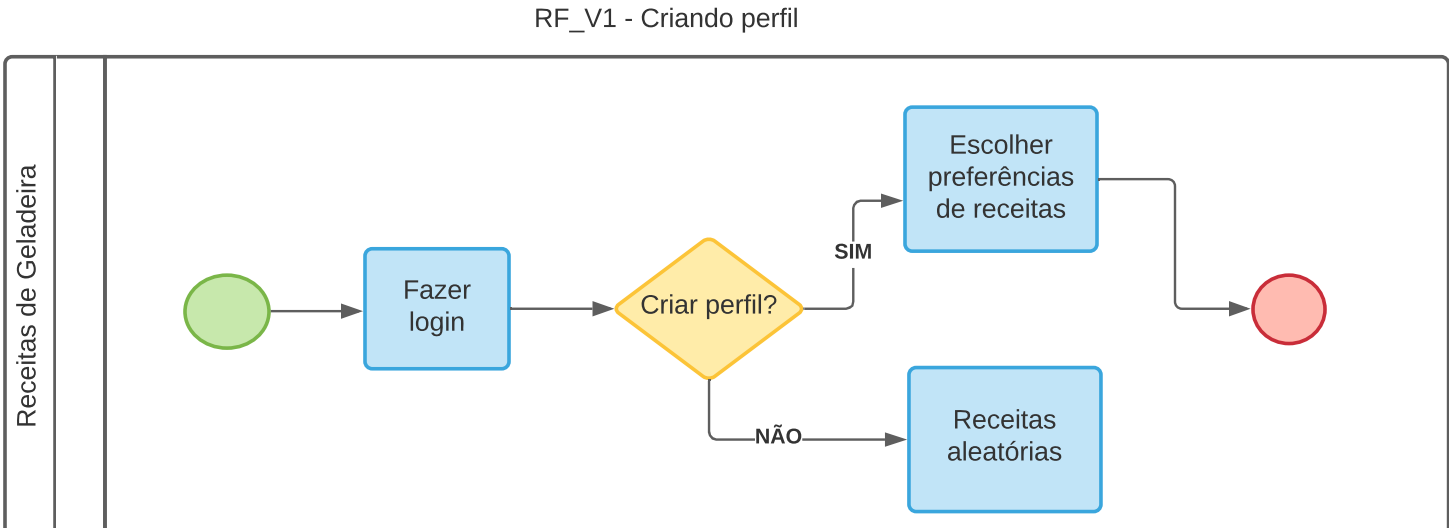 RF_V1 - Criando perfil
Receitas de Geladeira
Fazer
login
Criar perfil?
SIM
Escolher
preferências
de receitas
NÃO
Receitas
aleatórias